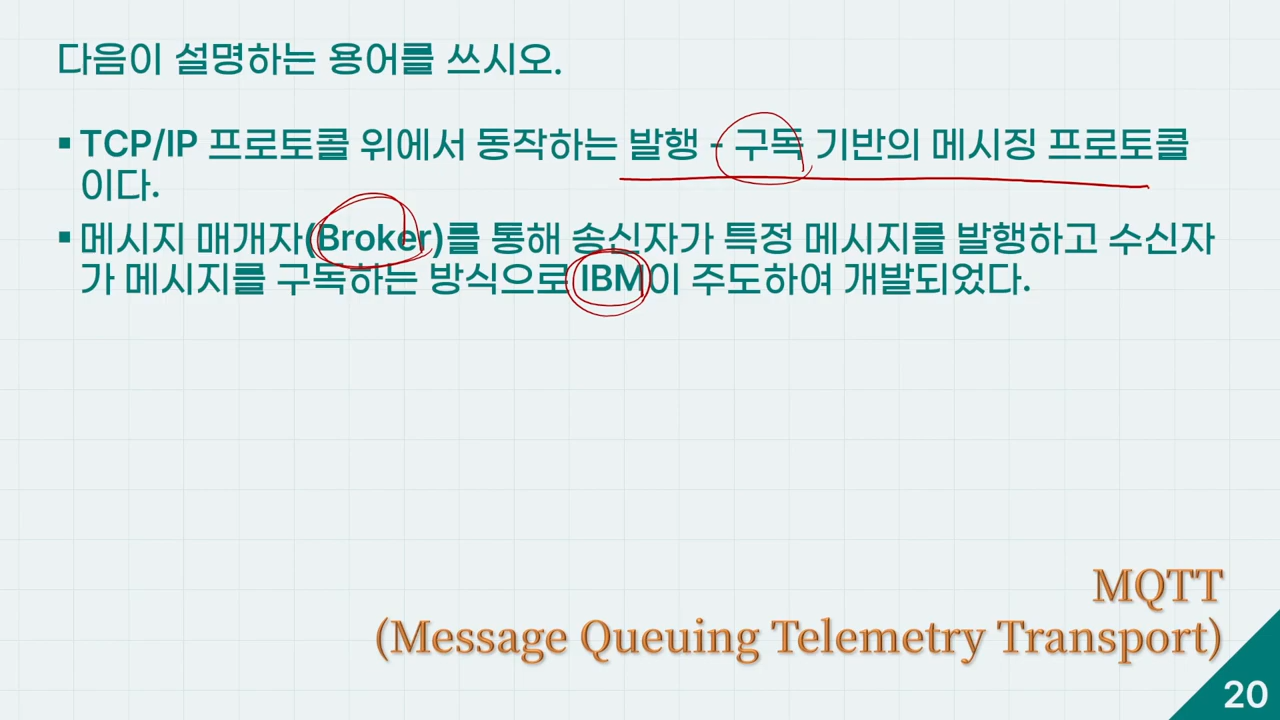 다음이 설명하는 용어를 쓰시오.
▪ TCP/IP 프로토콜 위에서 동작하는 발행 - 구독 기반의 메시징 프로토콜
이다.
▪ 메시지 매개자(Broker)를 통해 송신자가 특정 메시지를 발행하고 수신자
가 메시지를 구독하는 방식으로 IBM이 주도하여 개발되었다.
MQTT
(Message Queuing Telemetry Transport)
20